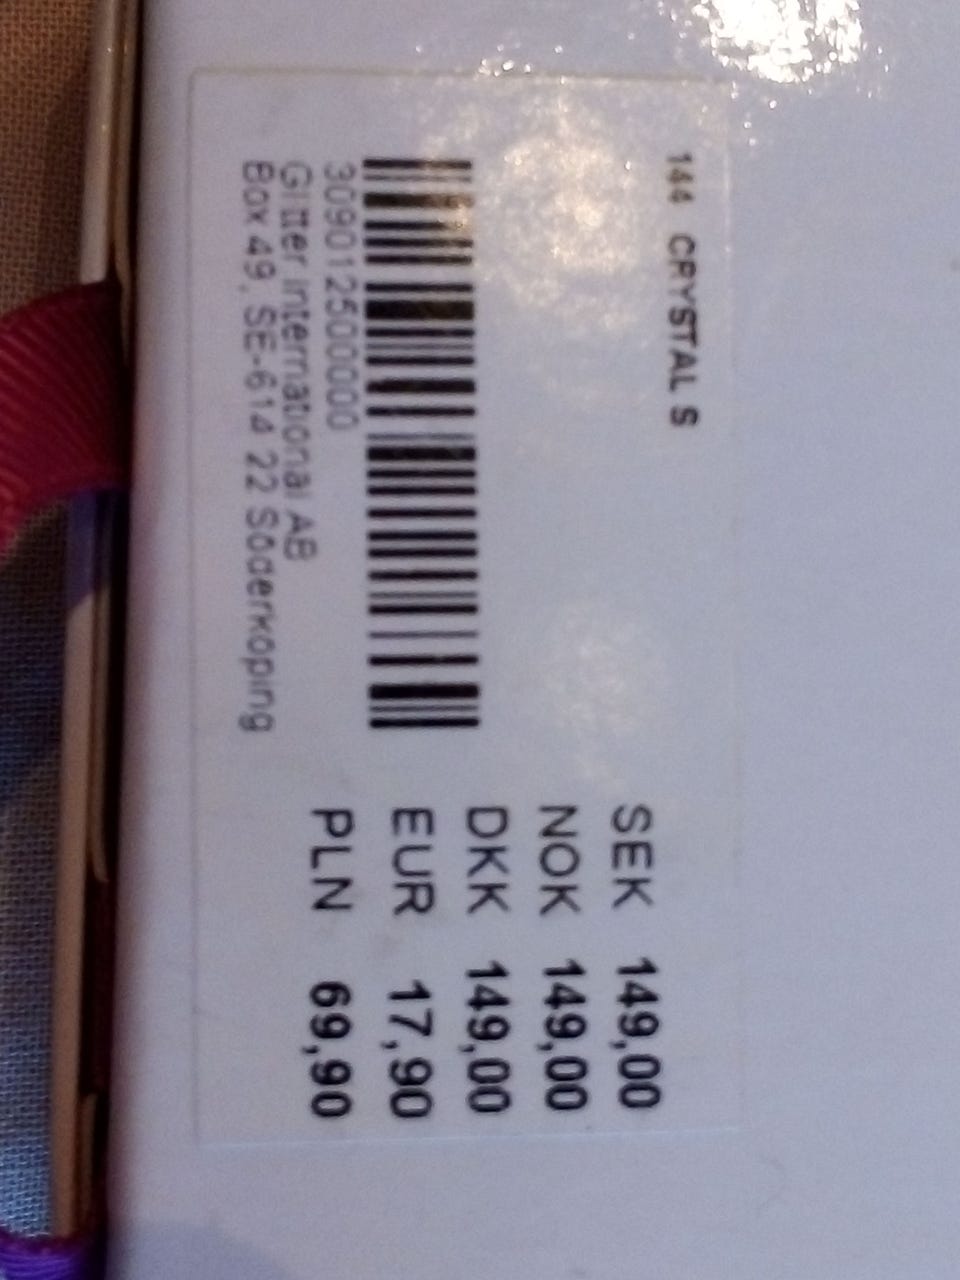 144 CRYSTAL S
SEK 149,00
NOK 149,00
DKK 149,00
EUR 17,90
PLN 69,90
309012500000
Glitter International AB
Box 49, SE-614 22 Söderköping